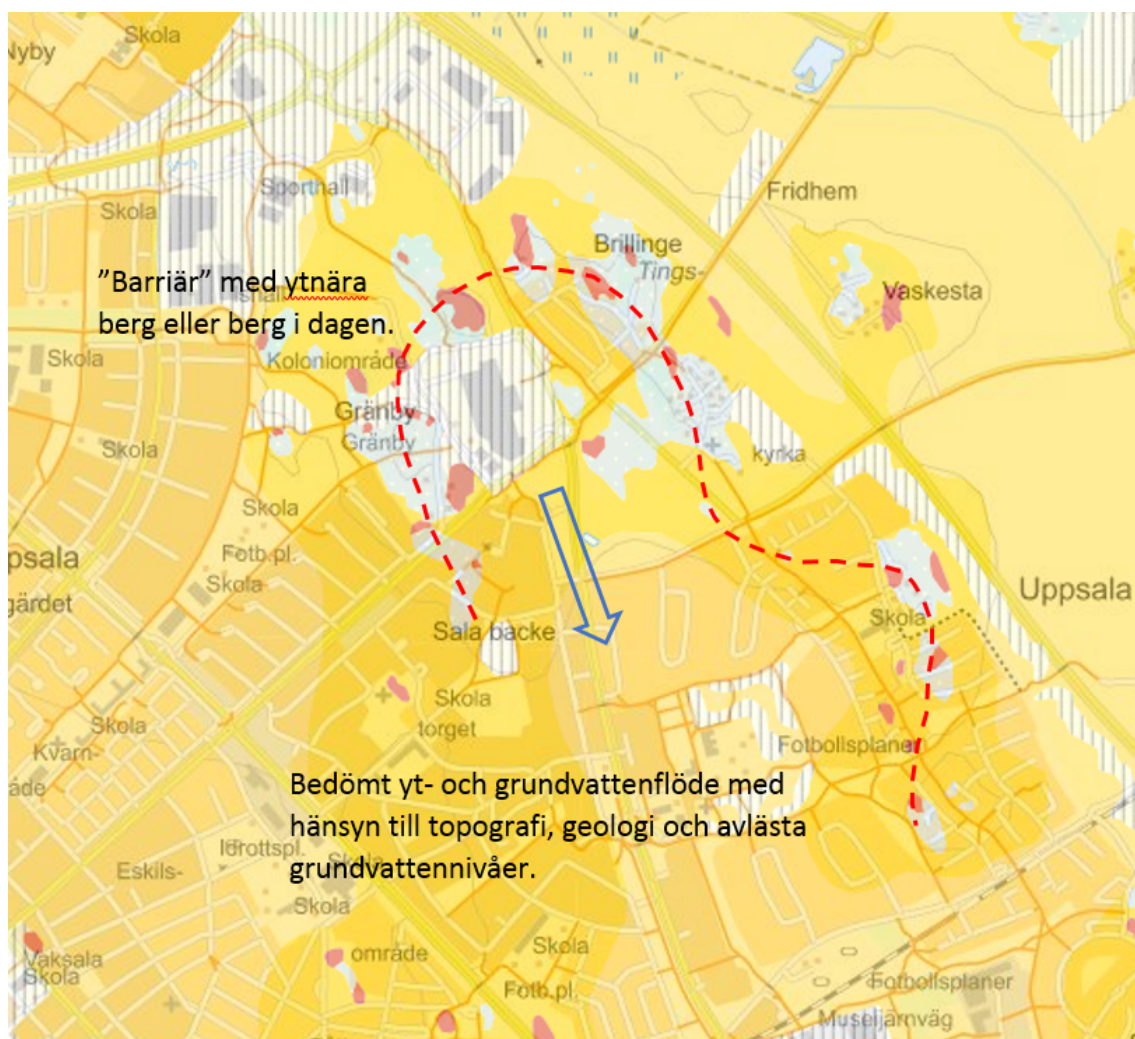 Skola
Nyby
Sporthall
Fridhem
Skola
Brillinge
Tings-
"Barriär" med ytnära
berg eller berg i dagen.
Vaskesta
Skola
Koloniområde
Gränby
Gränby
Skola
kyrka
Skola
Fotb.pl.
Skola
Uppsala
Skola
Sala backe
Skola
torget
Skola
Kvarn-
Fotbollsplaner
Bedömt yt- och grundvattenflöde med
hänsyn till topografi, geologi och avlästa
grundvattennivåer.
Idrottspl.
Skola
Eskils-
Skola
Vaksala
Skola
område
Skola
Fotb.pl.
Fotbollsplaner
Museijärnväg